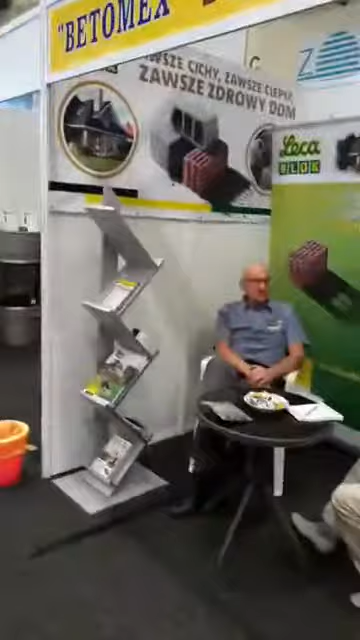 "BETOMEX
ZAWSZE CICHY, ZAWSZE CIEPŁY,
ZAWSZE ZDROWY DOM
Leca
BLOK